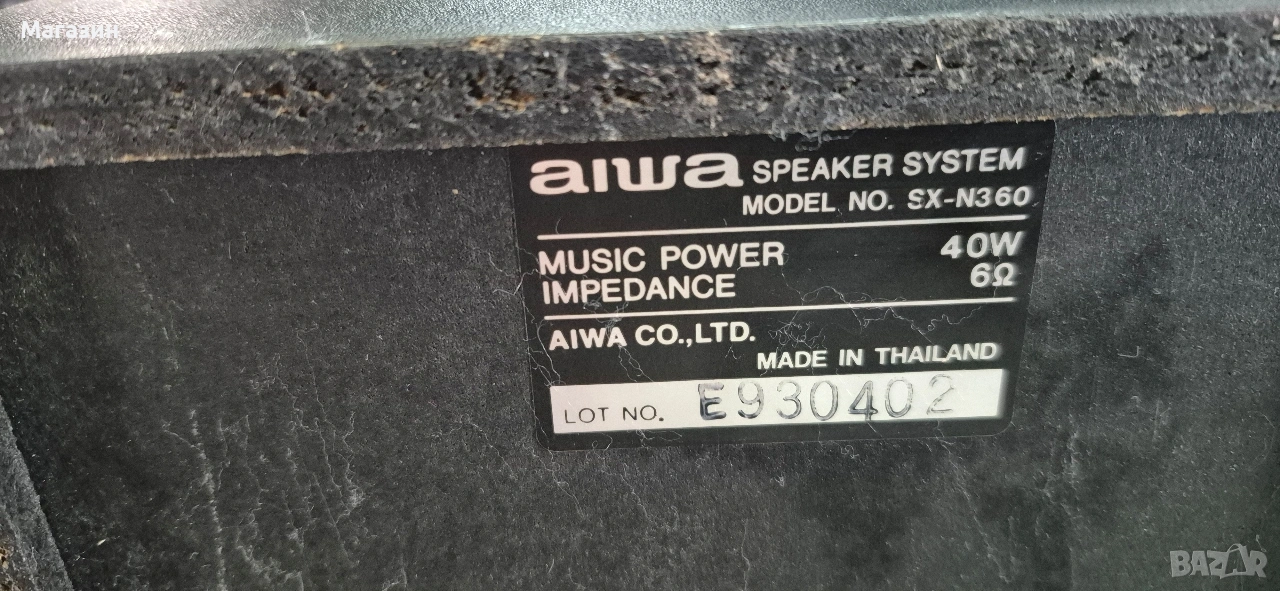 Магазин
aiwa SPEAKER SYSTEM
MODEL NO. SX-N360
MUSIC POWER 40W
IMPEDANCE 6Ω
AIWA CO.,LTD.
MADE IN THAILAND
LOT NO. E930402
BAZAR